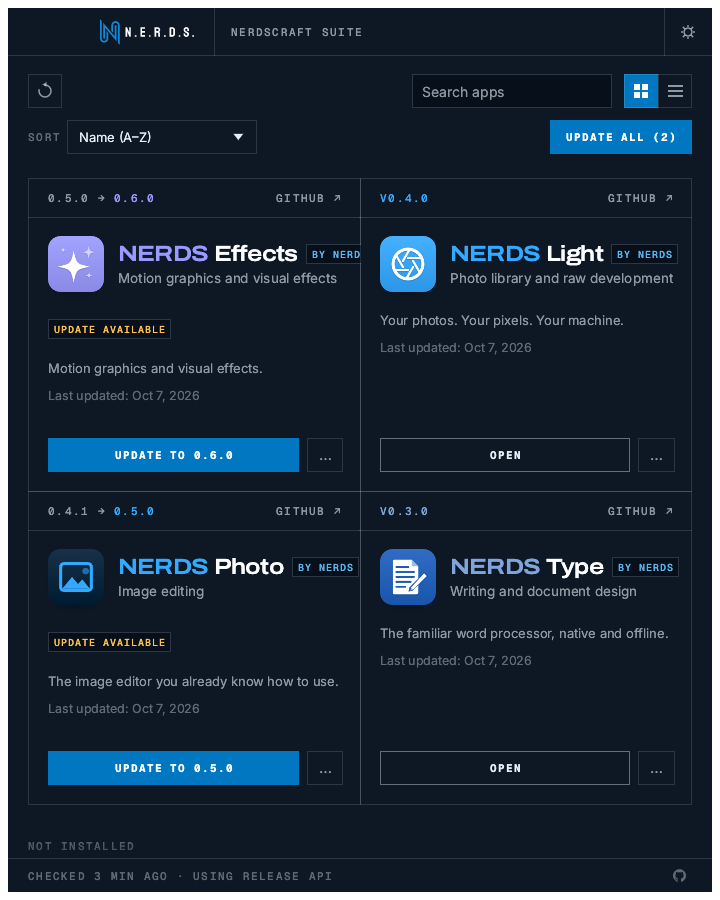 N.E.R.D.S.
NERDSCRAFT SUITE
Search apps
SORT
Name (A–Z)
UPDATE ALL (2)
0.5.0 → 0.6.0
GITHUB ↗
NERDS Effects
BY NERD
Motion graphics and visual effects
UPDATE AVAILABLE
Motion graphics and visual effects.
Last updated: Oct 7, 2026
UPDATE TO 0.6.0
...
V0.4.0
GITHUB ↗
NERDS Light
BY NERDS
Photo library and raw development
Your photos. Your pixels. Your machine.
Last updated: Oct 7, 2026
OPEN
...
0.4.1 → 0.5.0
GITHUB ↗
NERDS Photo
BY NERDS
Image editing
UPDATE AVAILABLE
The image editor you already know how to use.
Last updated: Oct 7, 2026
UPDATE TO 0.5.0
...
V0.3.0
GITHUB ↗
NERDS Type
BY NERDS
Writing and document design
The familiar word processor, native and offline.
Last updated: Oct 7, 2026
OPEN
...
NOT INSTALLED
CHECKED 3 MIN AGO · USING RELEASE API